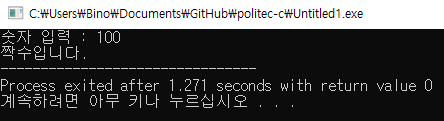 C:₩Users₩Bino₩Documents₩GitHub₩politec-c₩Untitled1.exe
숫자 입력 : 100
짝수입니다.
--------------------------------
Process exited after 1.271 seconds with return value 0
계속하려면 아무 키나 누르십시오 . . .